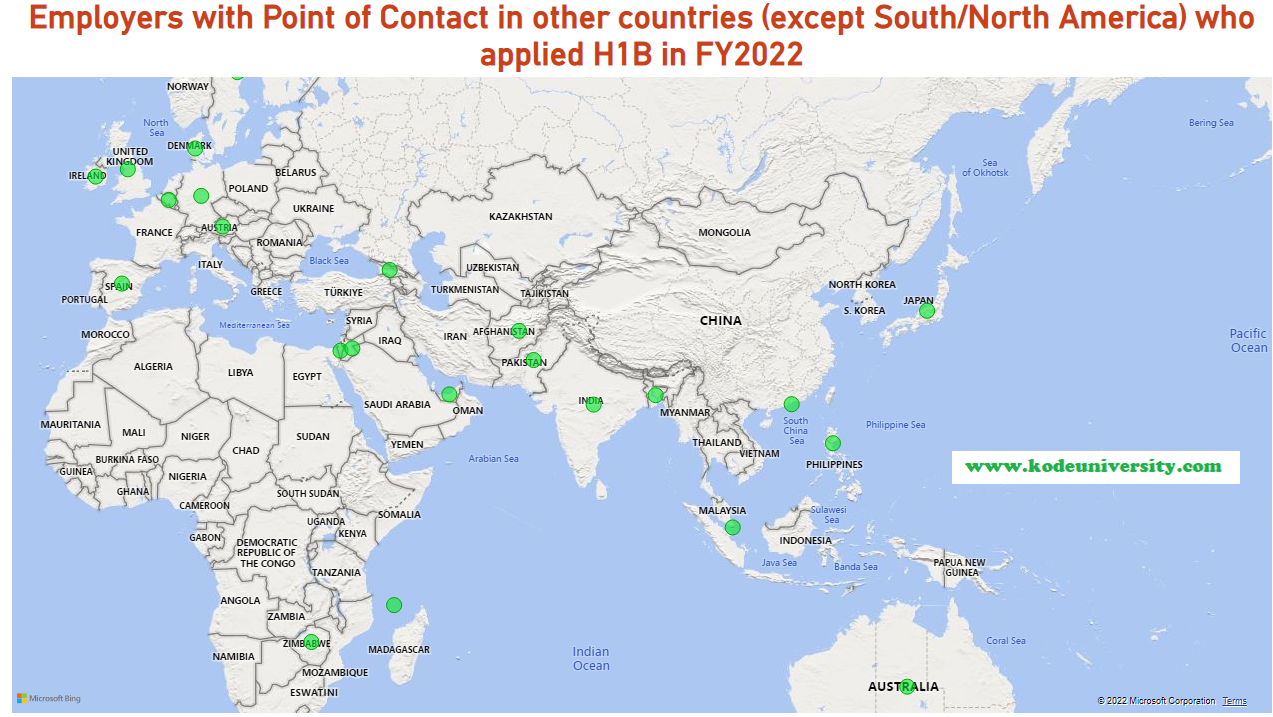 Employers with Point of Contact in other countries (except South/North America) who
applied H1B in FY2022
NORWAY
North
Sea
Bering Sea
DENMARK
UNITED
KINGDOM
Sea
of Okhotsk
IRELAND
BELARUS
POLAND
UKRAINE
KAZAKHSTAN
FRANCE
AUSTRIA
MONGOLIA
ROMANIA
ITALY
Black Sea
UZBEKISTAN
SPAIN
GREECE
TÜRKIYE
TURKMENISTAN
TAJIKISTAN
NORTH KOREA
PORTUGAL
JAPAN
S. KOREA
Mediterranean Sea
SYRIA
CHINA
MOROCCO
IRAQ
IRAN
AFGHANISTAN
Pacific
Ocean
ALGERIA
LIBYA
EGYPT
PAKISTAN
SAUDI ARABIA
OMAN
INDIA
MYANMAR
MAURITANIA
MALI
NIGER
CHAD
SUDAN
YEMEN
South
China
Sea
Philippine Sea
THAILAND
VIETNAM
BURKINA FASO
Arabian Sea
PHILIPPINES
www.kodeuniversity.com
GUINEA
NIGERIA
GHANA
SOUTH SUDAN
CAMEROON
SOMALIA
MALAYSIA
Sulawesi
Sea
UGANDA
KENYA
GABON
DEMOCRATIC
REPUBLIC OF
THE CONGO
INDONESIA
TANZANIA
Java Sea
Banda Sea
PAPUA NEW
GUINEA
ANGOLA
ZAMBIA
ZIMBABWE
MADAGASCAR
Indian
Ocean
Coral Sea
NAMIBIA
MOZAMBIQUE
AUSTRALIA
ESWATINI
Microsoft Bing
© 2022 Microsoft Corporation Terms